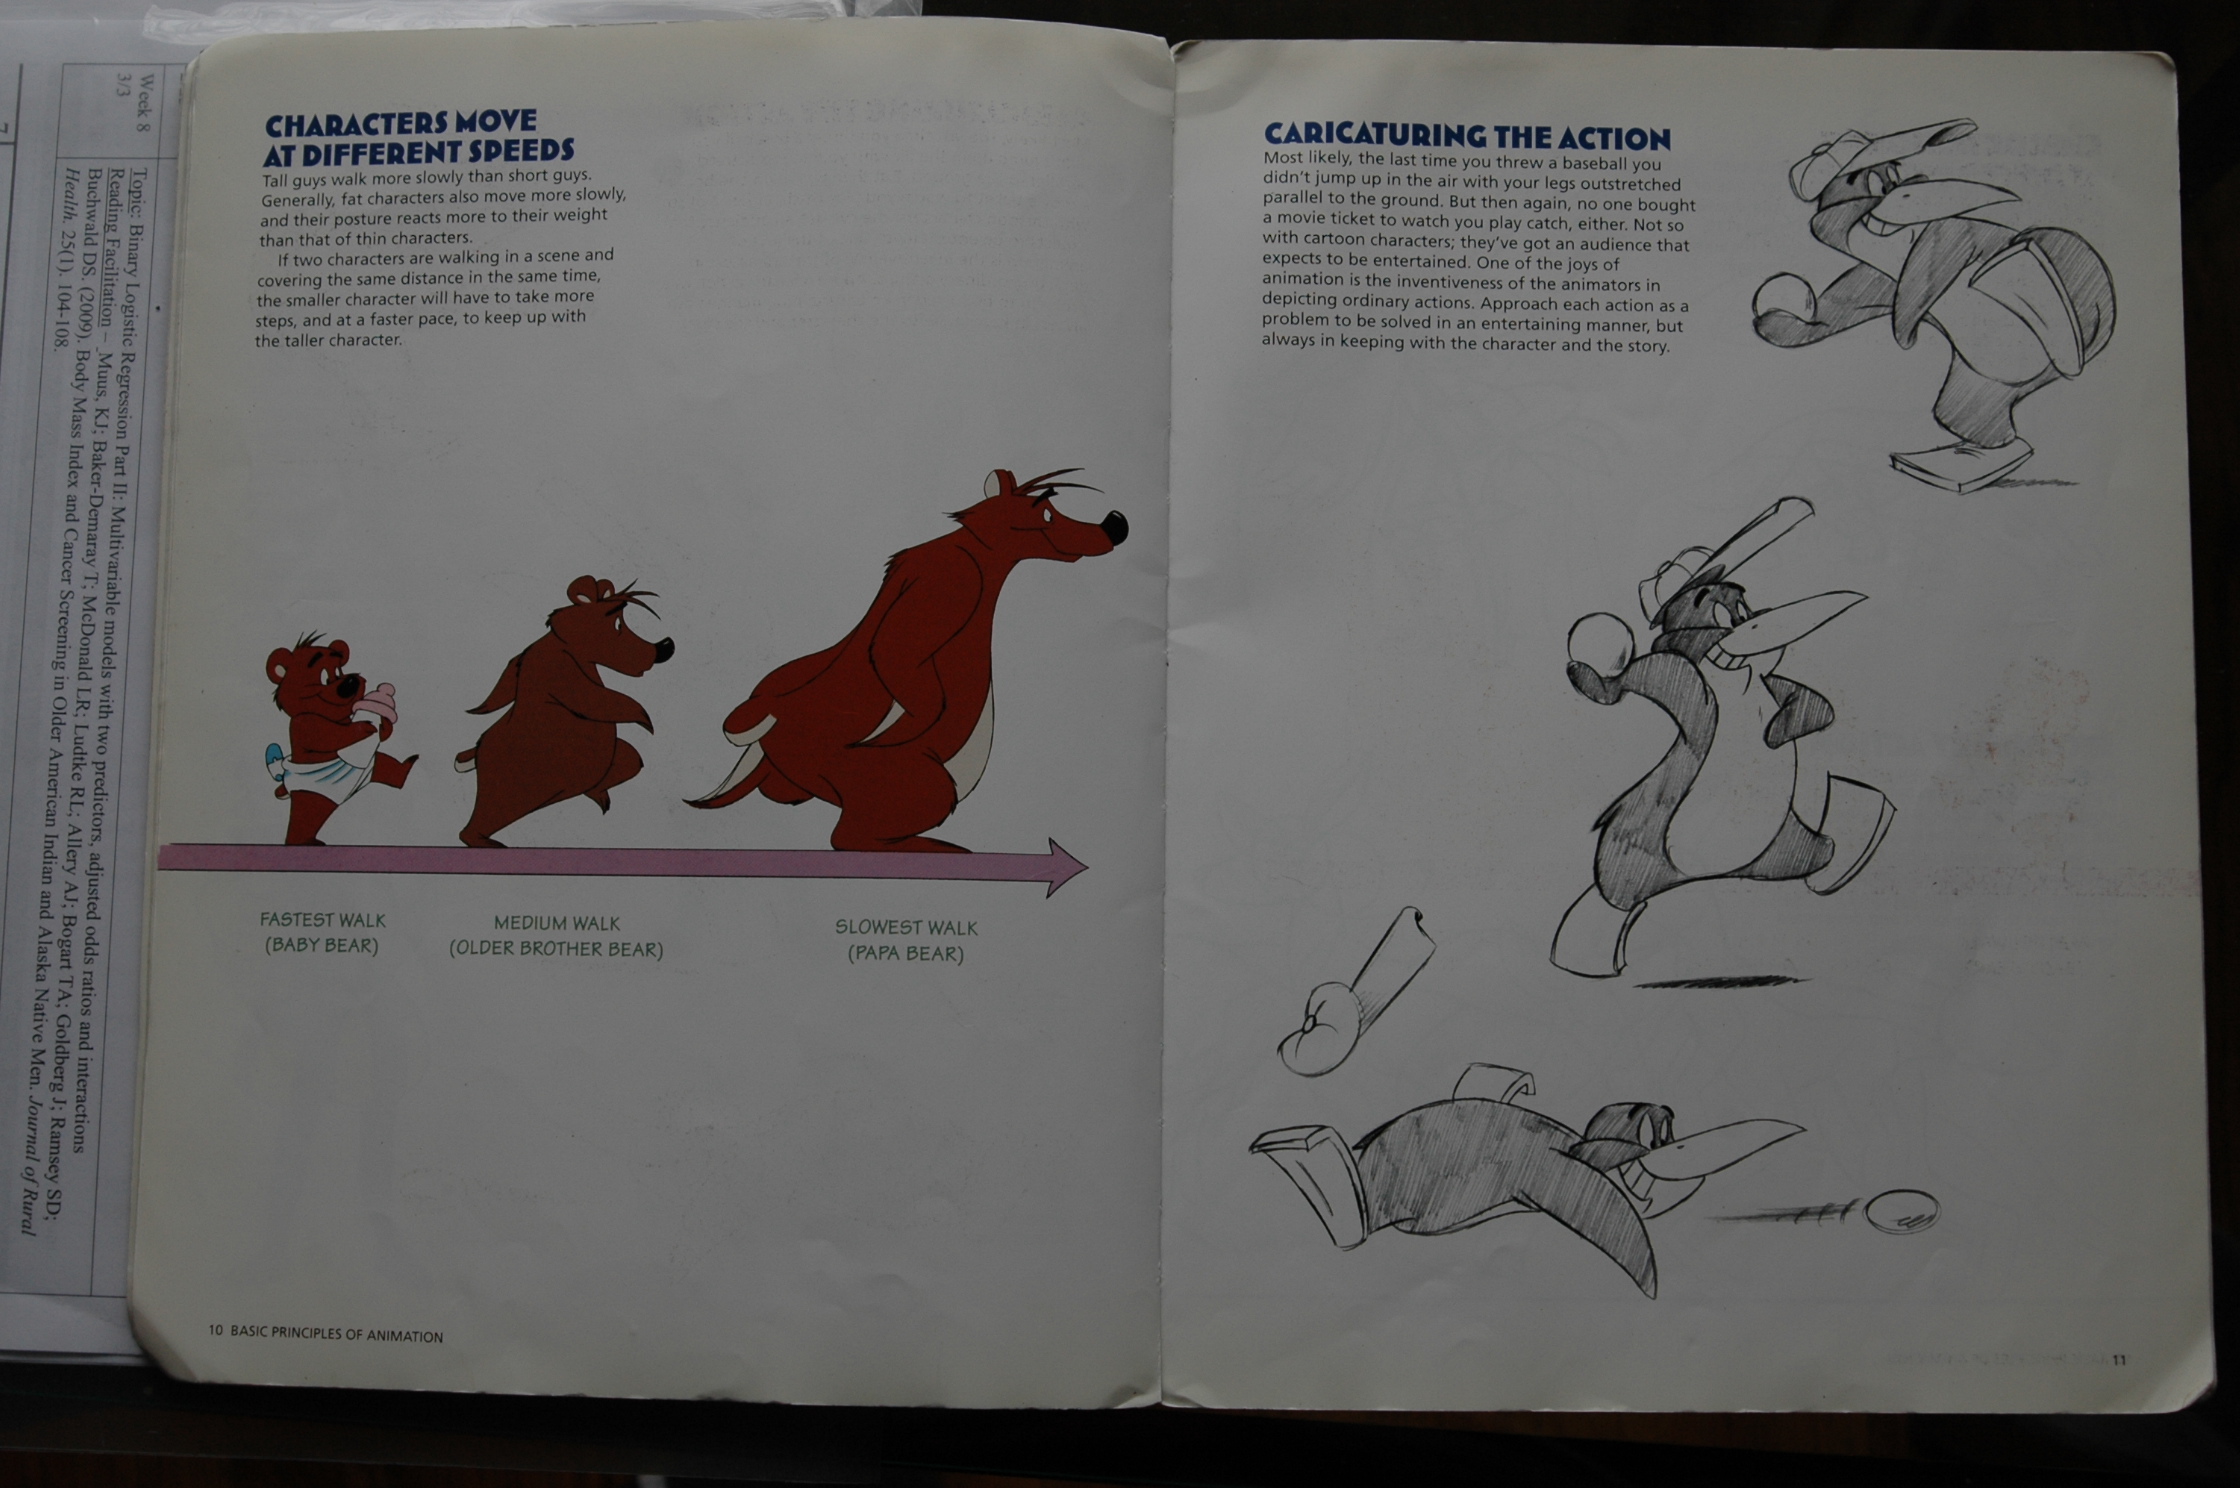 Week 8
3/3
Topic: Binary Logistic Regression Part II: Multivariable models with two predictors, adjusted odds ratios and interactions
Reading Facilitation – Muus, KJ; Baker-Demaray T; McDonald LR; Ludtke RL; Allery AJ; Bogart TA; Goldberg J; Ramsey SD;
Buchwald DS. (2009). Body Mass Index and Cancer Screening in Older American Indian and Alaska Native Men. Journal of Rural
Health. 25(1). 104-108.
7
CHARACTERS MOVE
AT DIFFERENT SPEEDS
Tall guys walk more slowly than short guys.
Generally, fat characters also move more slowly,
and their posture reacts more to their weight
than that of thin characters.
If two characters are walking in a scene and
covering the same distance in the same time,
the smaller character will have to take more
steps, and at a faster pace, to keep up with
the taller character.
FASTEST WALK
(BABY BEAR)
MEDIUM WALK
(OLDER BROTHER BEAR)
SLOWEST WALK
(PAPA BEAR)
10 BASIC PRINCIPLES OF ANIMATION
CARICATURING THE ACTION
Most likely, the last time you threw a baseball you
didn't jump up in the air with your legs outstretched
parallel to the ground. But then again, no one bought
a movie ticket to watch you play catch, either. Not so
with cartoon characters; they've got an audience that
expects to be entertained. One of the joys of
animation is the inventiveness of the animators in
depicting ordinary actions. Approach each action as a
problem to be solved in an entertaining manner, but
always in keeping with the character and the story.
11